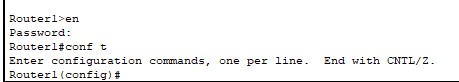 Router1>en
Password:
Router1#conf t
Enter configuration commands, one per line.  End with CNTL/Z.
Router1(config)#